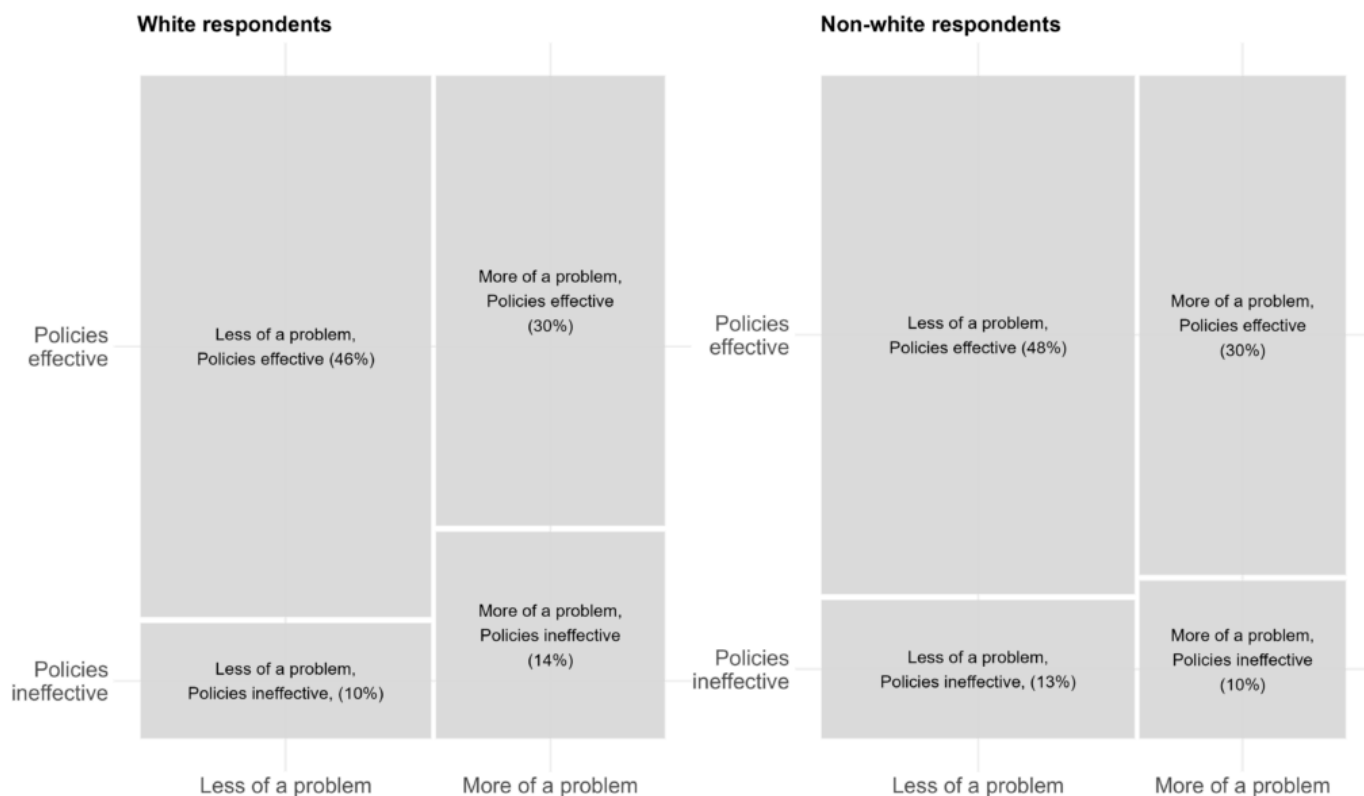 White respondents
Policies
effective
Less of a problem,
Policies effective (46%)
More of a problem,
Policies effective
(30%)
Policies
ineffective
Less of a problem,
Policies ineffective, (10%)
More of a problem,
Policies ineffective
(14%)
Less of a problem
More of a problem
Non-white respondents
Policies
effective
Less of a problem,
Policies effective (48%)
More of a problem,
Policies effective
(30%)
Policies
ineffective
Less of a problem,
Policies ineffective, (13%)
More of a problem,
Policies ineffective
(10%)
Less of a problem
More of a problem